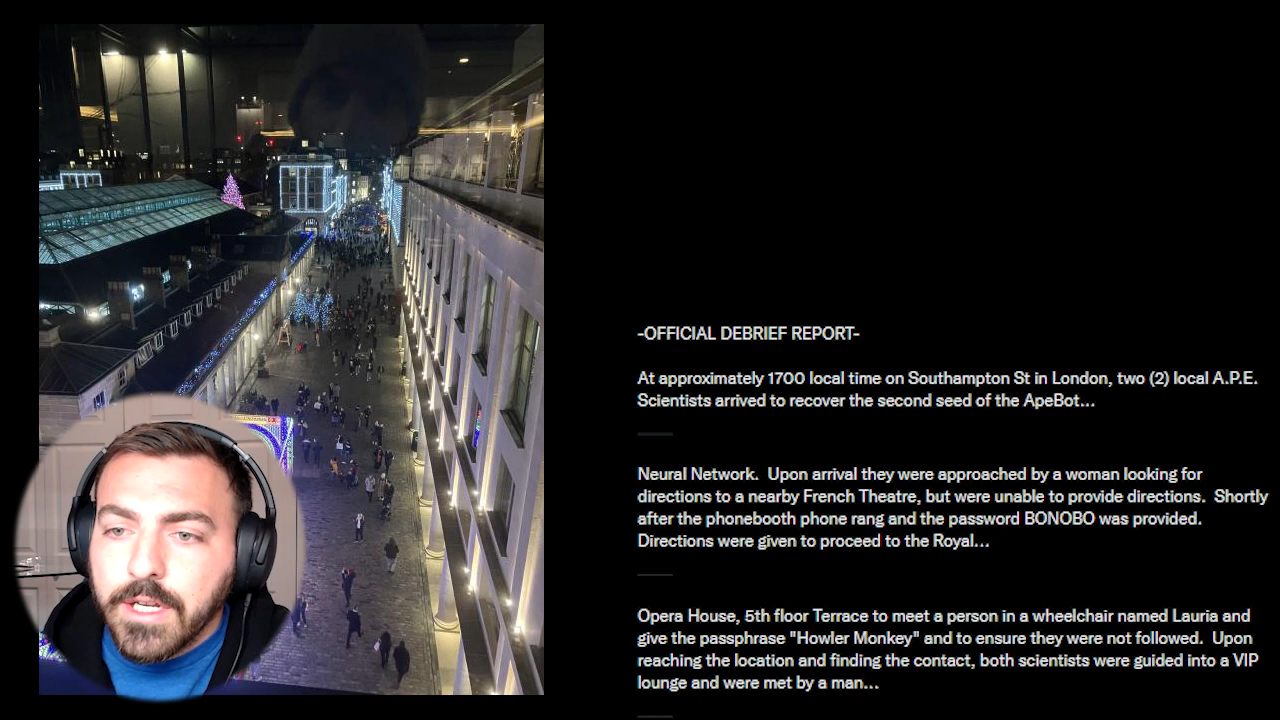 -OFFICIAL DEBRIEF REPORT-
At approximately 1700 local time on Southampton St in London, two (2) local A.P.E.
Scientists arrived to recover the second seed of the ApeBot...
Neural Network.  Upon arrival they were approached by a woman looking for
directions to a nearby French Theatre, but were unable to provide directions.  Shortly
after the phonebooth phone rang and the password BONOBO was provided.
Directions were given to proceed to the Royal...
Opera House, 5th floor Terrace to meet a person in a wheelchair named Lauria and
give the passphrase "Howler Monkey" and to ensure they were not followed.  Upon
reaching the location and finding the contact, both scientists were guided into a VIP
lounge and were met by a man...